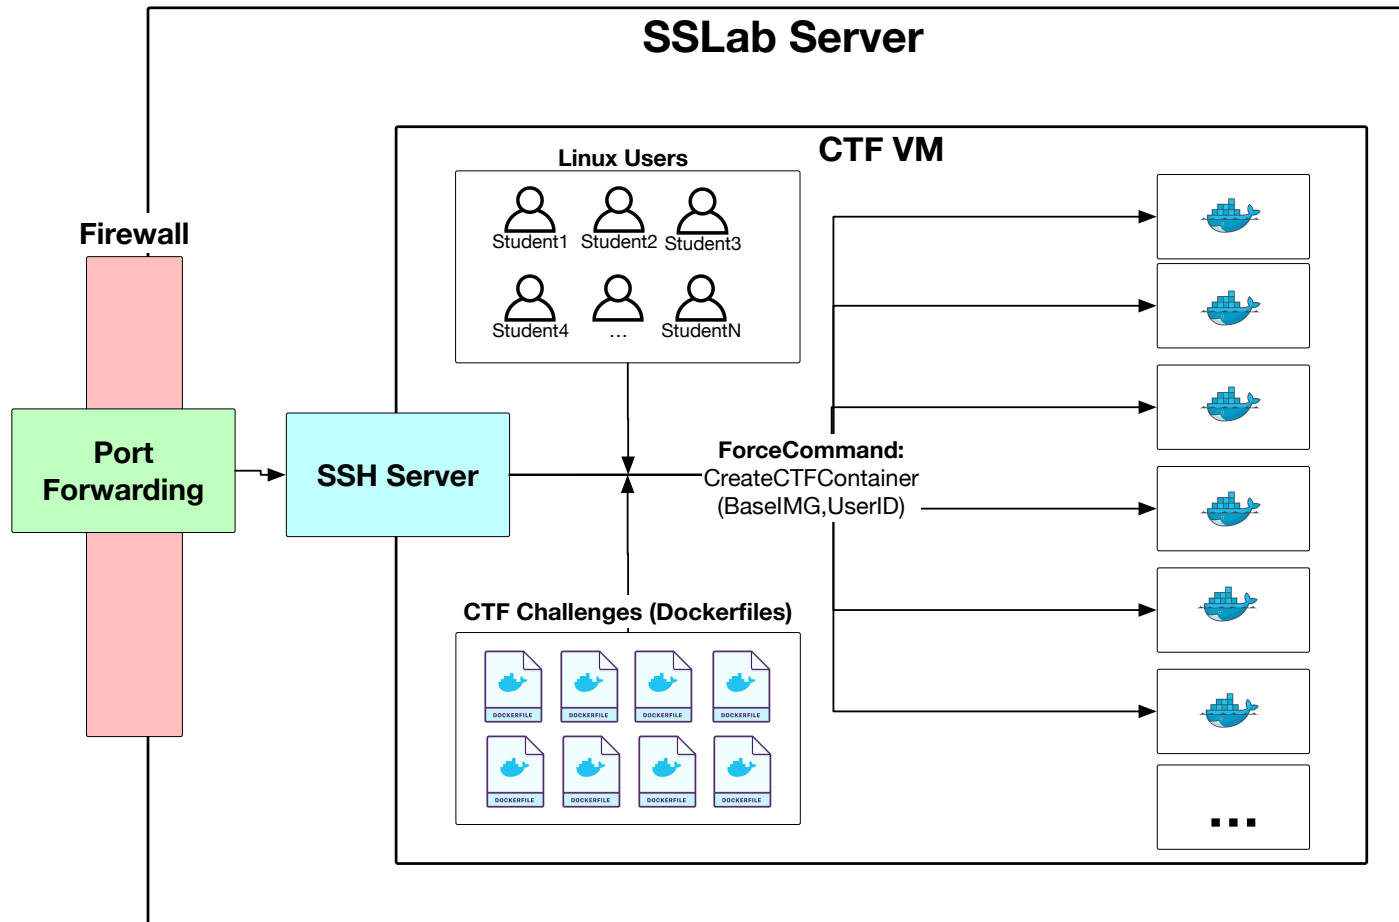 SSLab Server
CTF VM
Linux Users
Student1
Student2
Student3
Student4
...
StudentN
Firewall
Port
Forwarding
SSH Server
ForceCommand:
CreateCTFContainer
(BaseIMG,UserID)
CTF Challenges (Dockerfiles)
DOCKERFILE
DOCKERFILE
DOCKERFILE
DOCKERFILE
DOCKERFILE
DOCKERFILE
DOCKERFILE
DOCKERFILE
...